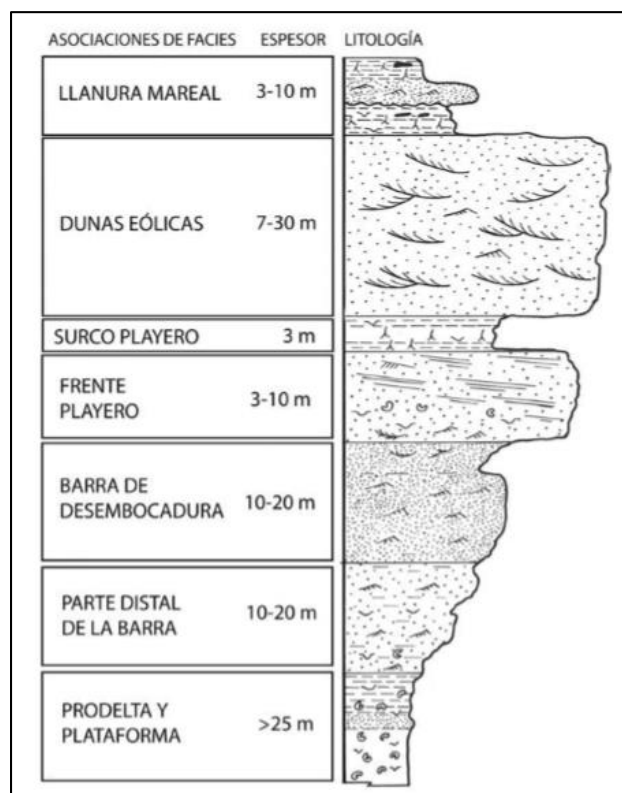 ASOCIACIONES DE FACIES ESPESOR LITOLOGÍA
LLANURA MAREAL 3-10 m
DUNAS EÓLICAS 7-30 m
SURCO PLAYERO 3 m
FRENTE
PLAYERO 3-10 m
BARRA DE
DESEMBOCADURA 10-20 m
PARTE DISTAL
DE LA BARRA 10-20 m
PRODELTA Y
PLATAFORMA >25 m